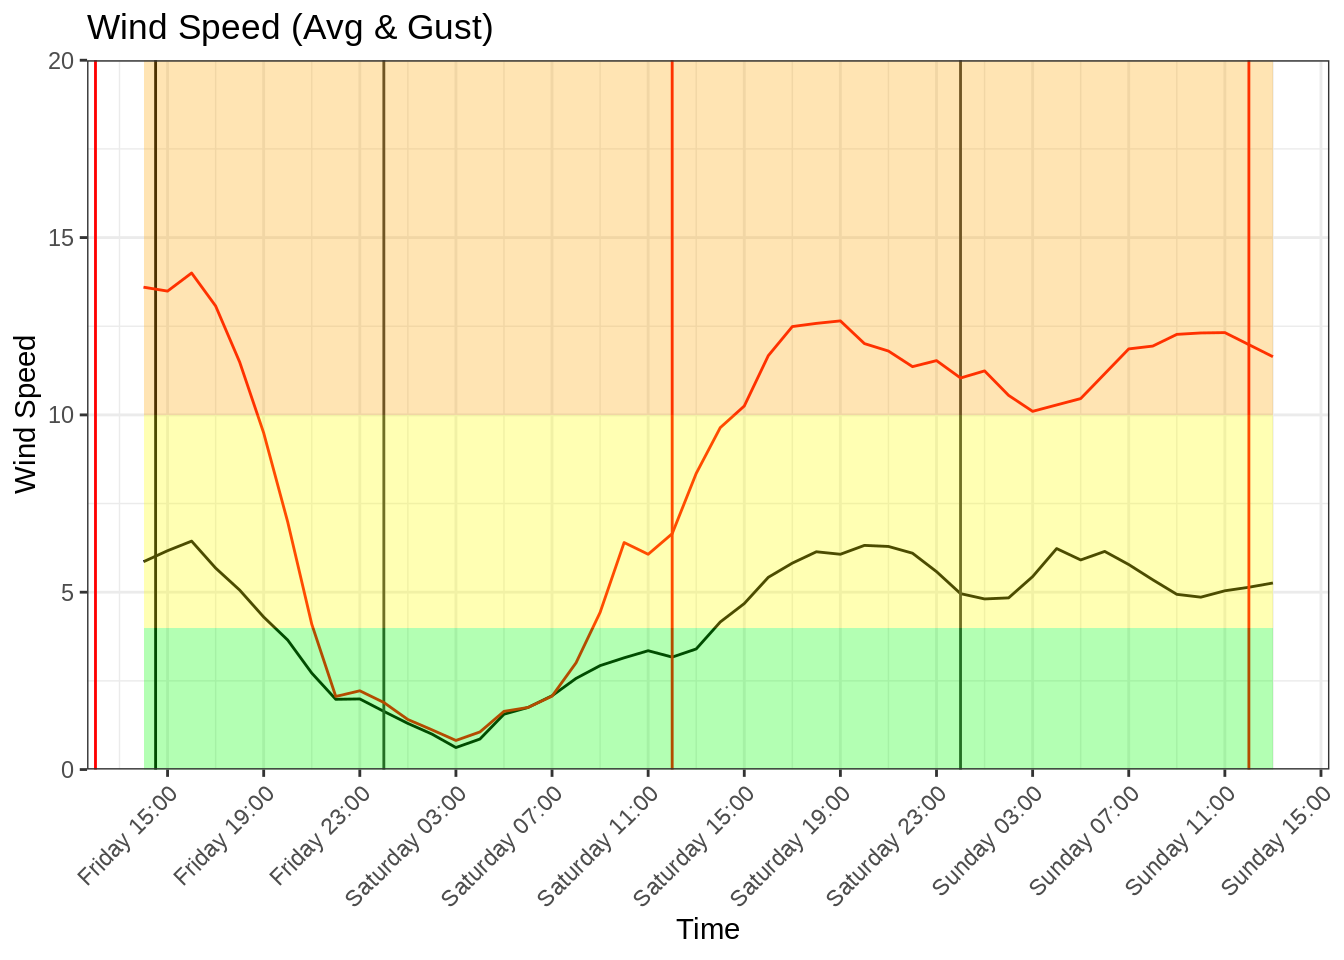 Wind Speed (Avg & Gust)
20
15
10
5
0
Wind Speed
Friday 15:00
Friday 19:00
Friday 23:00
Saturday 03:00
Saturday 07:00
Saturday 11:00
Saturday 15:00
Saturday 19:00
Saturday 23:00
Sunday 03:00
Sunday 07:00
Sunday 11:00
Sunday 15:00
Time